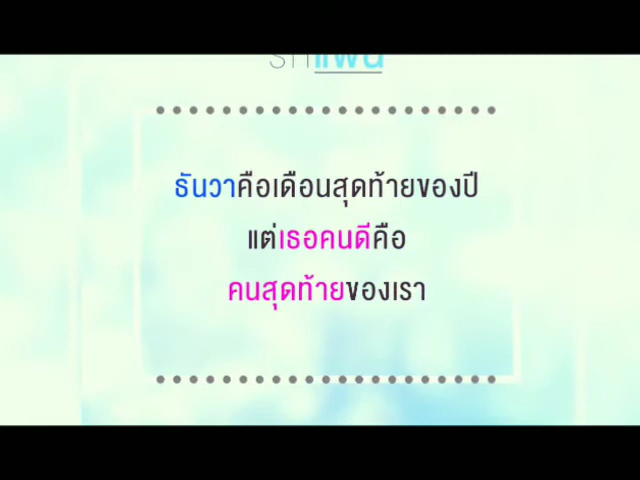 ธันวาคือเดือนสุดท้ายของปี
แต่เธอคนดีคือ
คนสุดท้ายของเรา